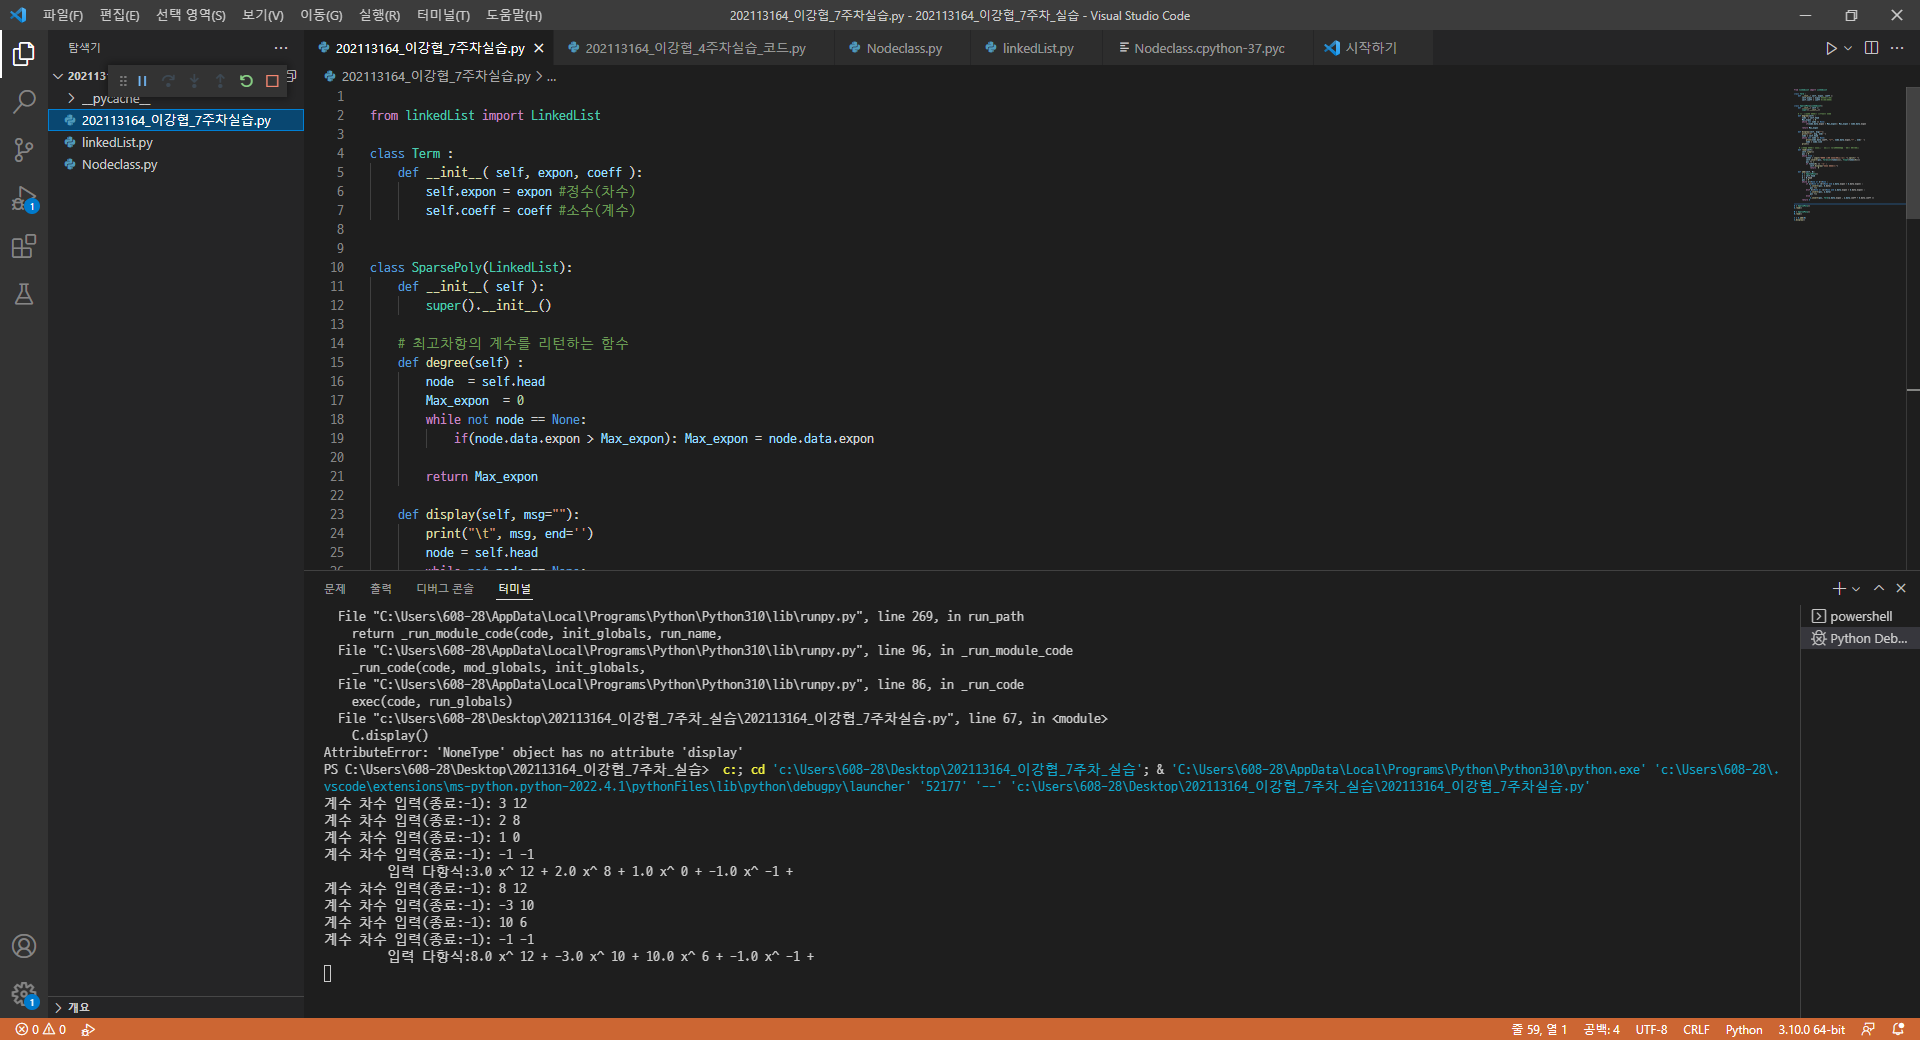 파일(F) 편집(E) 선택 영역(S) 보기(V) 이동(G) 실행(R) 터미널(T) 도움말(H) 202113164_이강협_7주차실습.py - 202113164_이강협_7주차_실습 - Visual Studio Code
탐색기 202113164_이강협_7주차실습.py 202113164_이강협_4주차실습_코드.py Nodeclass.py linkedList.py Nodeclass.cpython-37.pyc 시작하기
202113164_이강협_7주차실습.py > ...
__pycache__
202113164_이강협_7주차실습.py
linkedList.py
Nodeclass.py
1
2 from linkedList import LinkedList
3
4 class Term :
5 def __init__( self, expon, coeff ):
6 self.expon = expon #정수(차수)
7 self.coeff = coeff #소수(계수)
8
9
10 class SparsePoly(LinkedList):
11 def __init__( self ):
12 super().__init__()
13
14 # 최고차항의 계수를 리턴하는 함수
15 def degree(self) :
16 node  = self.head
17 Max_expon  = 0
18 while not node == None:
19 if(node.data.expon > Max_expon): Max_expon = node.data.expon
20
21 return Max_expon
22
23 def display(self, msg=""):
24 print("\t", msg, end='')
25 node = self.head
26 while not node == None:
문제 출력 디버그 콘솔 터미널
File "C:\Users\608-28\AppData\Local\Programs\Python\Python310\lib\runpy.py", line 269, in run_path
return _run_module_code(code, init_globals, run_name,
File "C:\Users\608-28\AppData\Local\Programs\Python\Python310\lib\runpy.py", line 96, in _run_module_code
_run_code(code, mod_globals, init_globals,
File "C:\Users\608-28\AppData\Local\Programs\Python\Python310\lib\runpy.py", line 86, in _run_code
exec(code, run_globals)
File "c:\Users\608-28\Desktop\202113164_이강협_7주차_실습\202113164_이강협_7주차실습.py", line 67, in <module>
C.display()
AttributeError: 'NoneType' object has no attribute 'display'
PS C:\Users\608-28\Desktop\202113164_이강협_7주차_실습>  c:; cd 'c:\Users\608-28\Desktop\202113164_이강협_7주차_실습'; & 'C:\Users\608-28\AppData\Local\Programs\Python\Python310\python.exe' 'c:\Users\608-28\.
vscode\extensions\ms-python.python-2022.4.1\pythonFiles\lib\python\debugpy\launcher' '52177' '--' 'c:\Users\608-28\Desktop\202113164_이강협_7주차_실습\202113164_이강협_7주차실습.py'
계수 차수 입력(종료:-1): 3 12
계수 차수 입력(종료:-1): 2 8
계수 차수 입력(종료:-1): 1 0
계수 차수 입력(종료:-1): -1 -1
입력 다항식:3.0 x^ 12 + 2.0 x^ 8 + 1.0 x^ 0 + -1.0 x^ -1 +
계수 차수 입력(종료:-1): 8 12
계수 차수 입력(종료:-1): -3 10
계수 차수 입력(종료:-1): 10 6
계수 차수 입력(종료:-1): -1 -1
입력 다항식:8.0 x^ 12 + -3.0 x^ 10 + 10.0 x^ 6 + -1.0 x^ -1 +
powershell
Python Deb...
개요
0 0 줄 59, 열 1 공백: 4 UTF-8 CRLF Python 3.10.0 64-bit